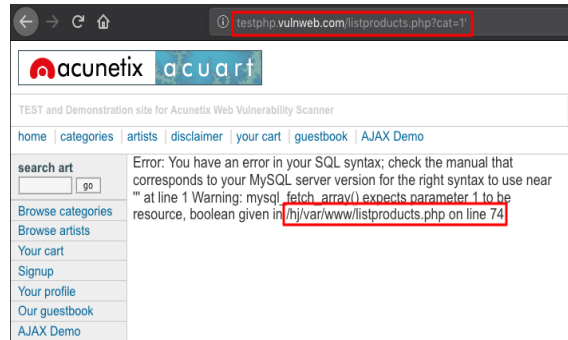 testphp.vulnweb.com/listproducts.php?cat=1'
acunetix acuart
TEST and Demonstration site for Acunetix Web Vulnerability Scanner
home | categories | artists | disclaimer | your cart | guestbook | AJAX Demo
search art
go
Browse categories
Browse artists
Your cart
Signup
Your profile
Our guestbook
AJAX Demo
Error: You have an error in your SQL syntax; check the manual that
corresponds to your MySQL server version for the right syntax to use near
''' at line 1 Warning: mysql_fetch_array() expects parameter 1 to be
resource, boolean given in /hj/var/www/listproducts.php on line 74